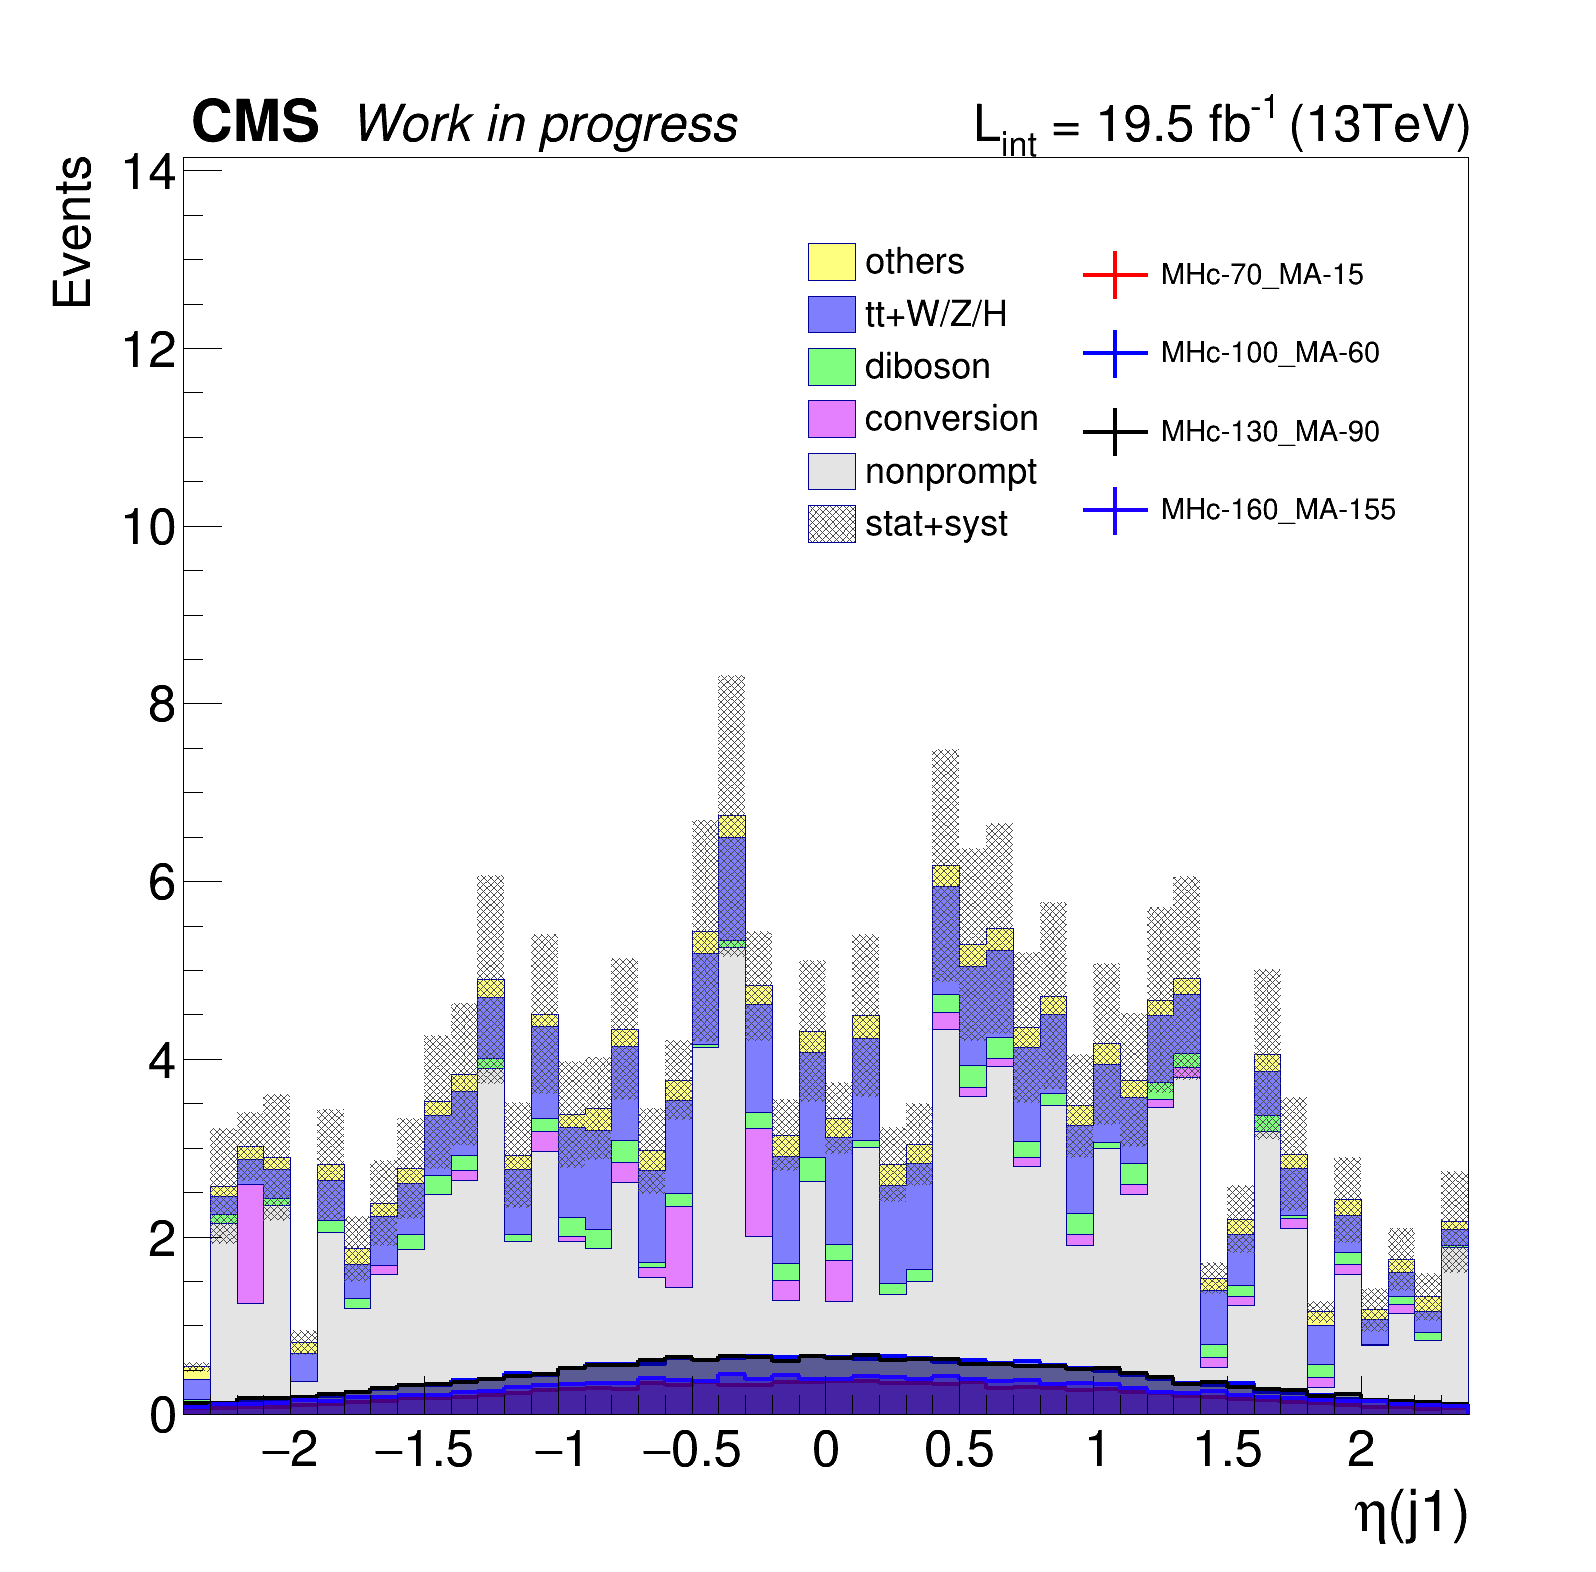 CMS Work in progress
L_int = 19.5 fb^-1 (13TeV)
Events
14
12
10
8
6
4
2
0
others
tt+W/Z/H
diboson
conversion
nonprompt
stat+syst
MHc-70_MA-15
MHc-100_MA-60
MHc-130_MA-90
MHc-160_MA-155
−2 −1.5 −1 −0.5 0 0.5 1 1.5 2
η(j1)